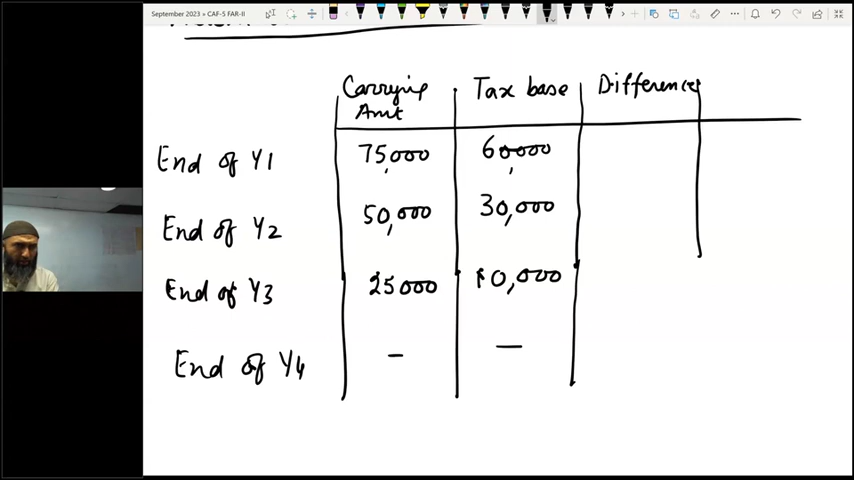 September 2023 » CAF-5 FAR-II
Carrying Amt Tax base Difference
End of Y1 75,000 60,000
End of Y2 50,000 30,000
End of Y3 25000 10,000
End of Y4 - -